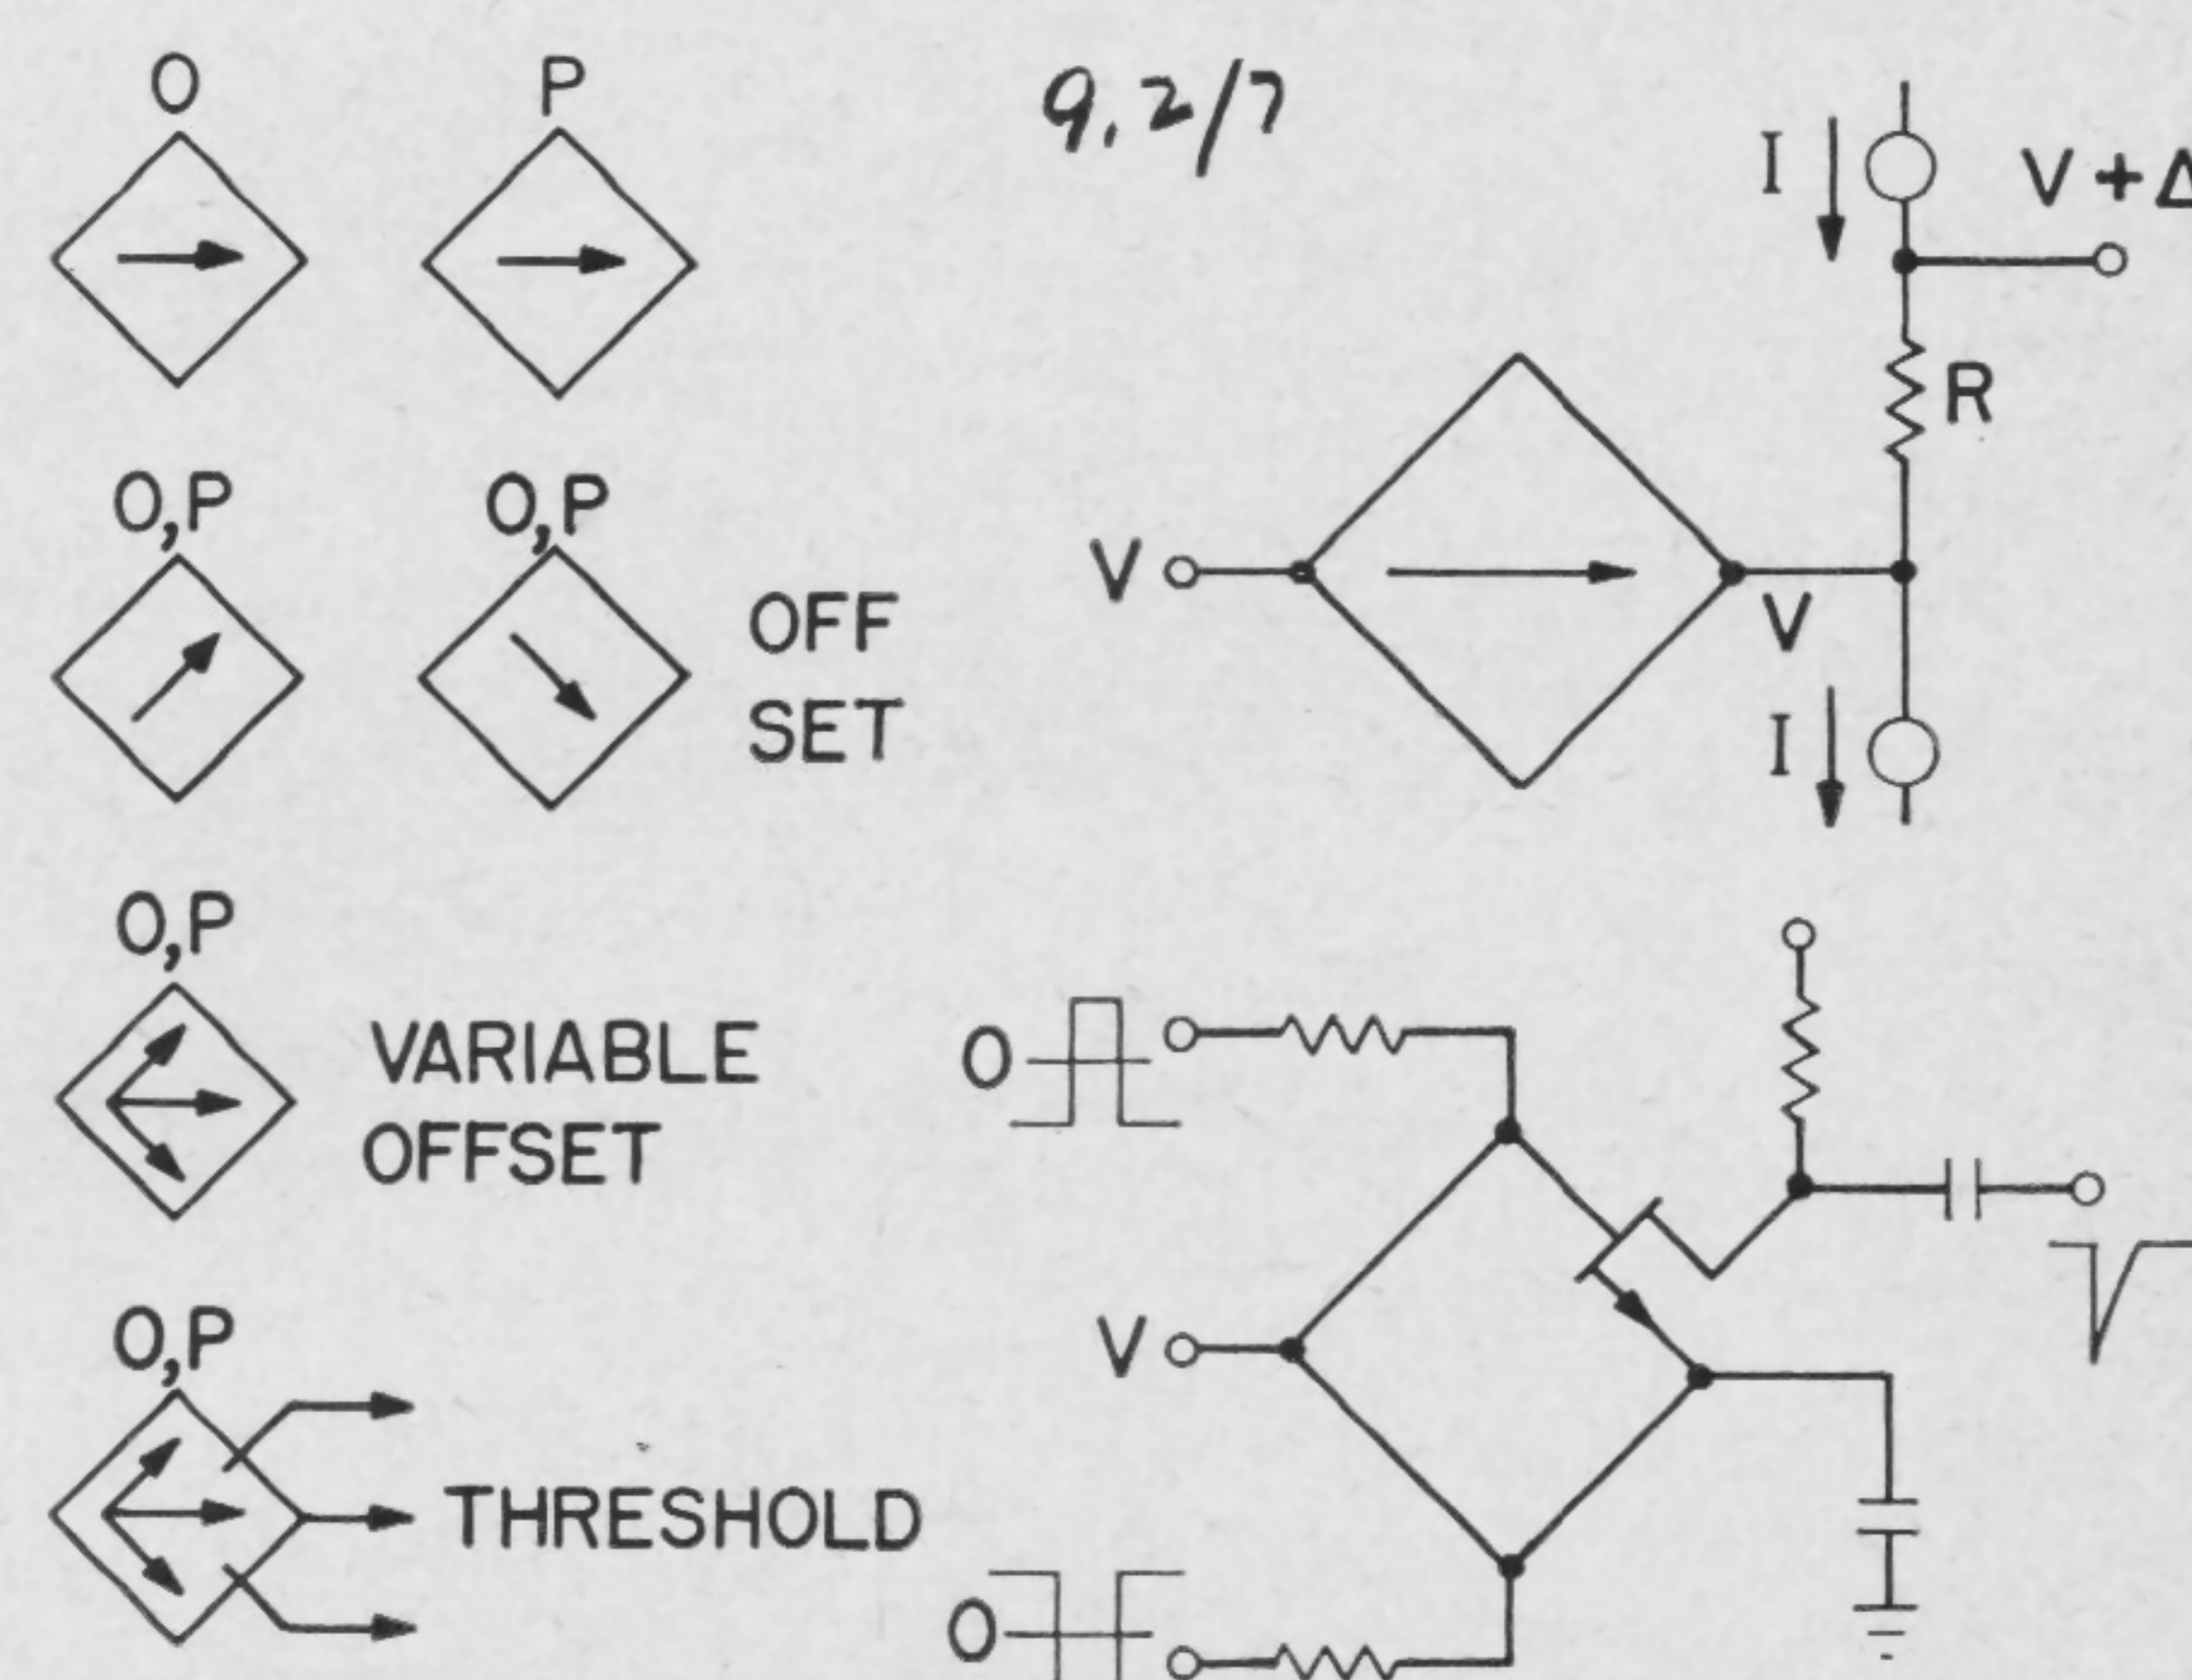 O
P
9.2/7
I
V + Δ
R
O,P
O,P
OFF
SET
V
V
I
O,P
VARIABLE
OFFSET
O
V
O,P
THRESHOLD
O